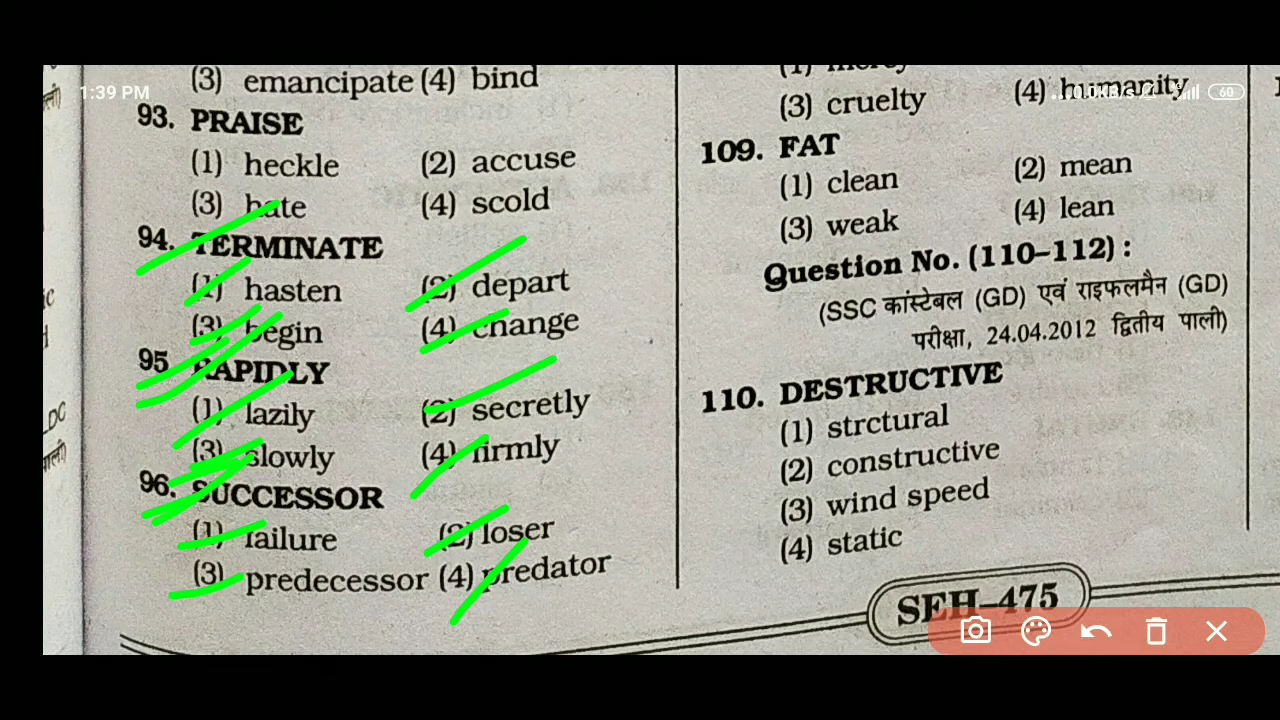 1:39 PM
60
(3) emancipate (4) bind
93. PRAISE
(1) heckle (2) accuse
(3) hate (4) scold
94. TERMINATE
(1) hasten (2) depart
(3) begin (4) change
95. RAPIDLY
(1) lazily (2) secretly
(3) slowly (4) firmly
96. SUCCESSOR
(1) failure (2) loser
(3) predecessor (4) predator
(1) mercy
(3) cruelty (4) humanity
109. FAT
(1) clean (2) mean
(3) weak (4) lean
Question No. (110–112) :
(SSC कांस्टेबल (GD) एवं राइफलमैन (GD)
परीक्षा, 24.04.2012 द्वितीय पाली)
110. DESTRUCTIVE
(1) strctural
(2) constructive
(3) wind speed
(4) static
SEH–475